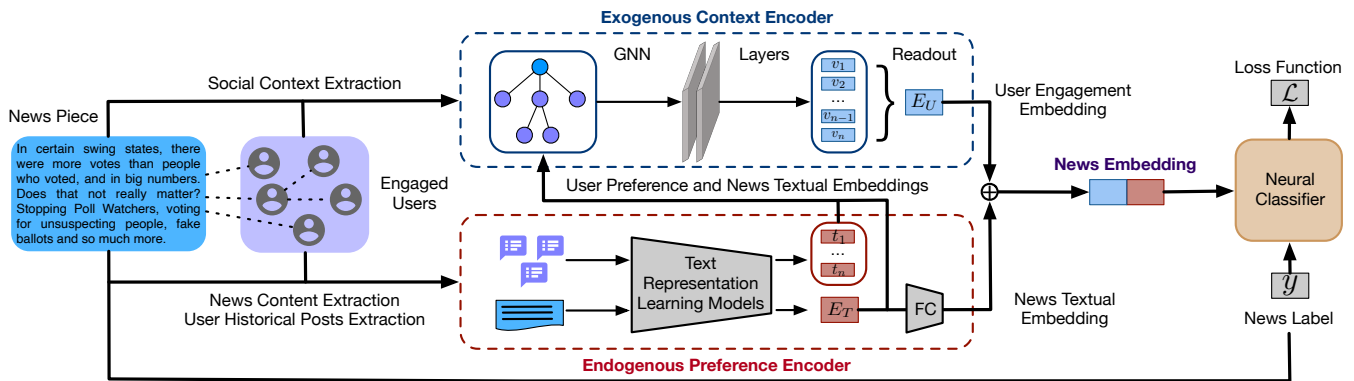 Exogenous Context Encoder
GNN
Layers
Readout
Social Context Extraction
v1
v2
...
vn−1
vn
E_U
User Engagement
Embedding
Loss Function
ℒ
News Piece
In certain swing states, there
were more votes than people
who voted, and in big numbers.
Does that not really matter?
Stopping Poll Watchers, voting
for unsuspecting people, fake
ballots and so much more.
Engaged
Users
User Preference and News Textual Embeddings
News Embedding
Neural
Classifier
Text
Representation
Learning Models
t1
...
tn
E_T
FC
News Content Extraction
User Historical Posts Extraction
News Textual
Embedding
y
News Label
Endogenous Preference Encoder